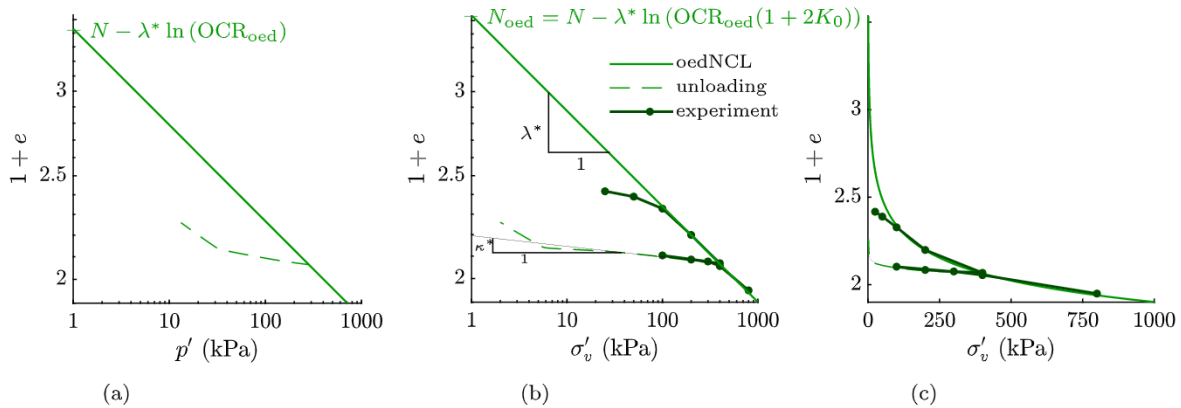 N − λ* ln (OCR_oed)
3
2.5
2
1 + e
1
10
100
1000
p′ (kPa)
(a)
N_oed = N − λ* ln (OCR_oed(1 + 2K_0))
oedNCL
unloading
experiment
λ*
1
κ*
1
3
2.5
2
1 + e
1
10
100
1000
σ′_v (kPa)
(b)
3
2.5
2
1 + e
0
250
500
750
1000
σ′_v (kPa)
(c)